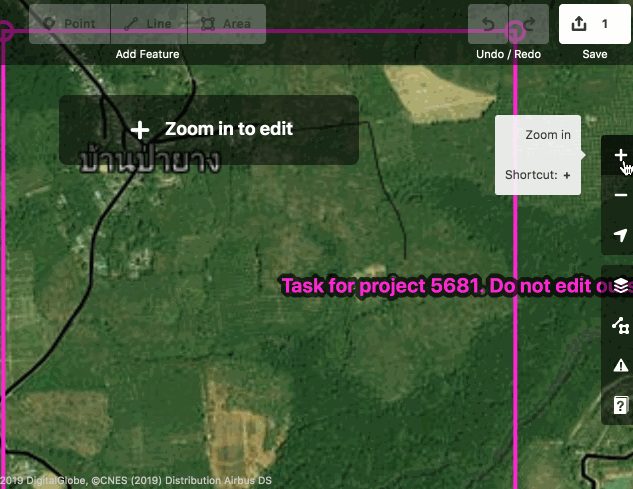 Point
Line
Area
1
Add Feature
Undo / Redo
Save
Zoom in to edit
Zoom in
Shortcut: +
บ้านป่ายาง
Task for project 5681. Do not edit
2019 DigitalGlobe, ©CNES (2019) Distribution Airbus DS